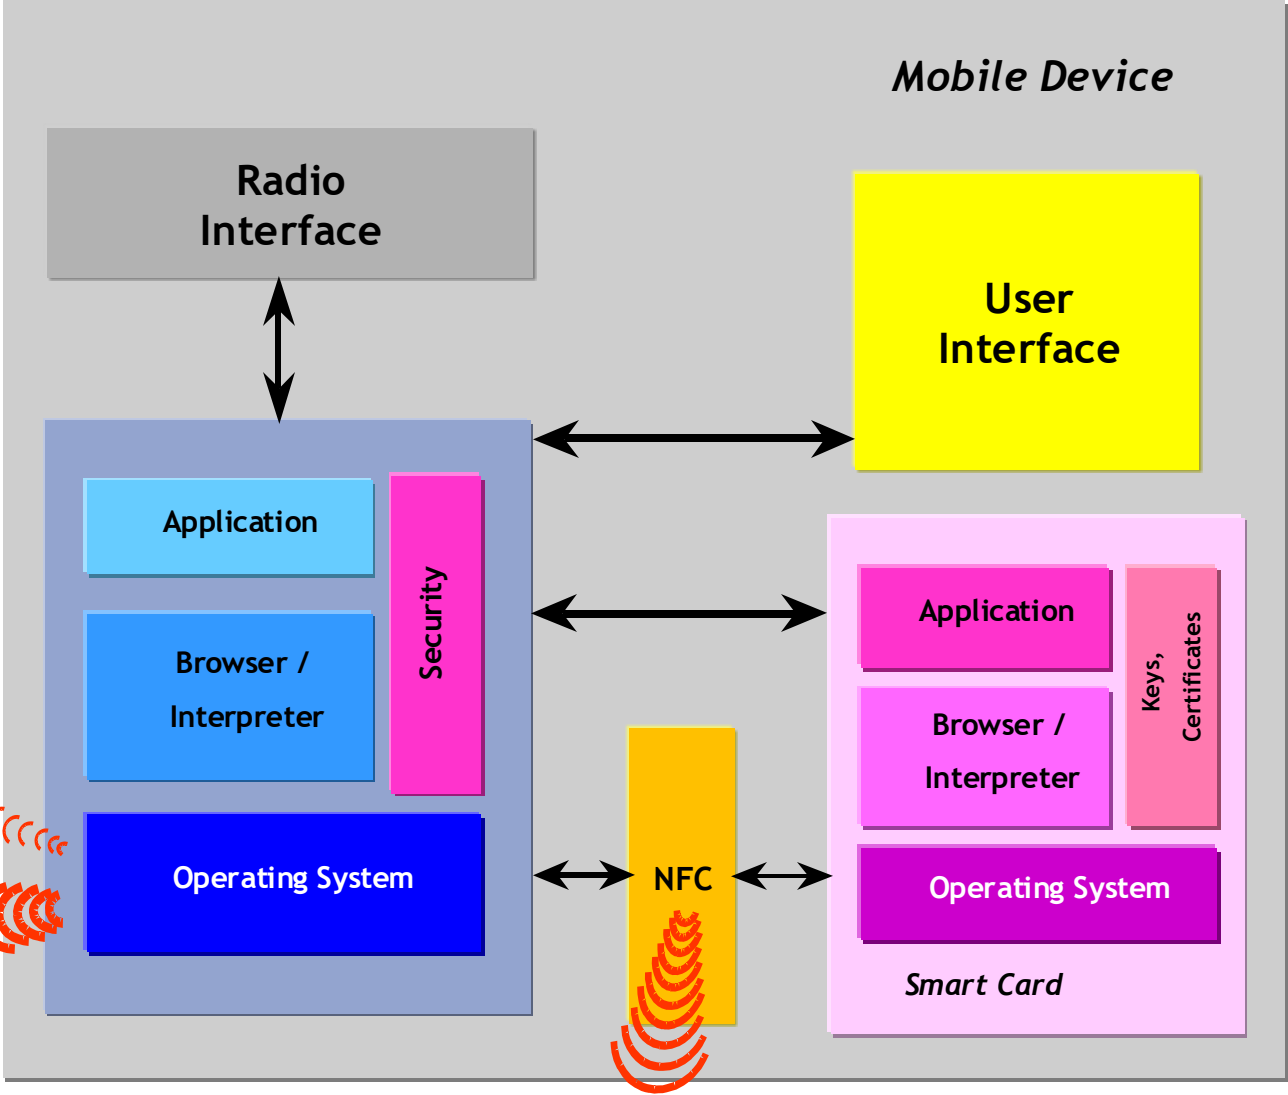 Mobile Device
Radio
Interface
User
Interface
Application
Security
Browser /
Interpreter
Operating System
NFC
Application
Keys,
Certificates
Browser /
Interpreter
Operating System
Smart Card